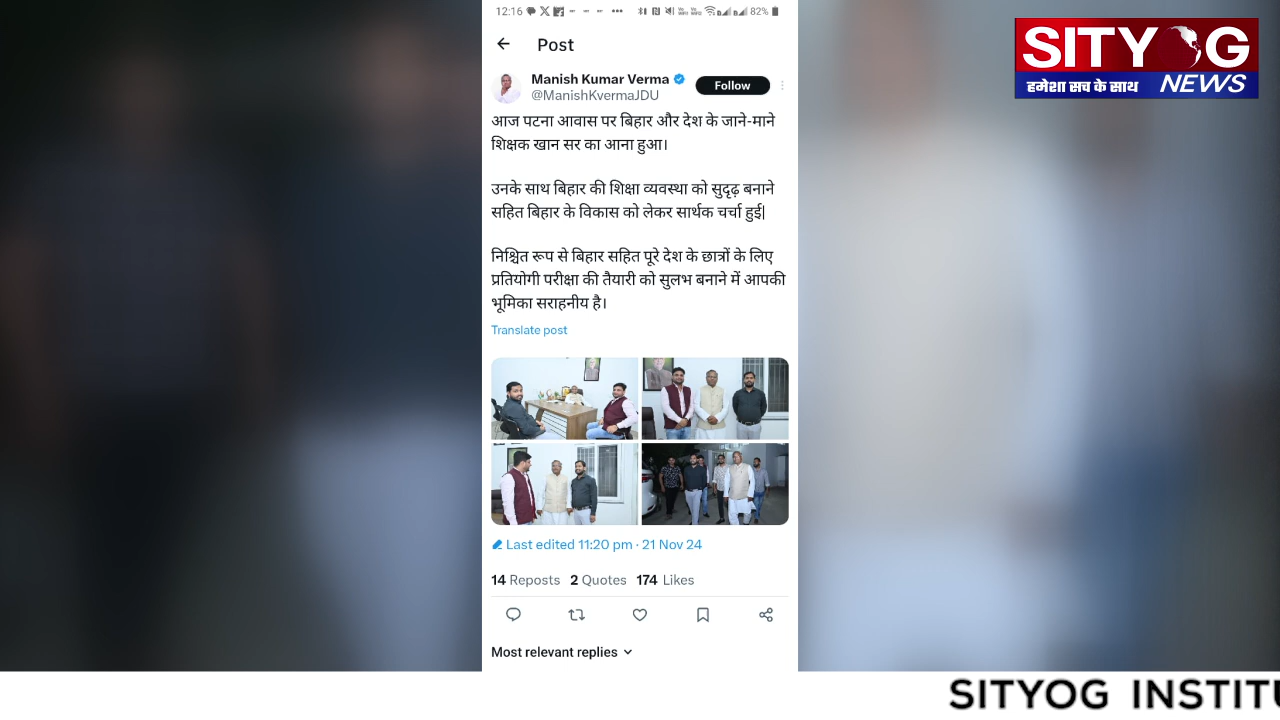 12:16
82%
Post
Manish Kumar Verma
@ManishKvermaJDU
Follow
आज पटना आवास पर बिहार और देश के जाने-माने
शिक्षक खान सर का आना हुआ।
उनके साथ बिहार की शिक्षा व्यवस्था को सुदृढ़ बनाने
सहित बिहार के विकास को लेकर सार्थक चर्चा हुई|
निश्चित रूप से बिहार सहित पूरे देश के छात्रों के लिए
प्रतियोगी परीक्षा की तैयारी को सुलभ बनाने में आपकी
भूमिका सराहनीय है।
Translate post
Last edited 11:20 pm · 21 Nov 24
14 Reposts 2 Quotes 174 Likes
Most relevant replies
SITYOG
हमेशा सच के साथ NEWS
SITYOG INSTITU